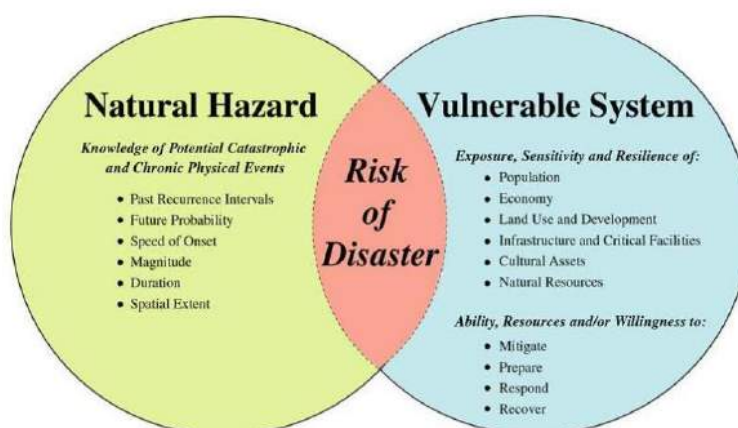 Natural Hazard
Knowledge of Potential Catastrophic
and Chronic Physical Events
• Past Recurrence Intervals
• Future Probability
• Speed of Onset
• Magnitude
• Duration
• Spatial Extent
Risk
of
Disaster
Vulnerable System
Exposure, Sensitivity and Resilience of:
• Population
• Economy
• Land Use and Development
• Infrastructure and Critical Facilities
• Cultural Assets
• Natural Resources
Ability, Resources and/or Willingness to:
• Mitigate
• Prepare
• Respond
• Recover